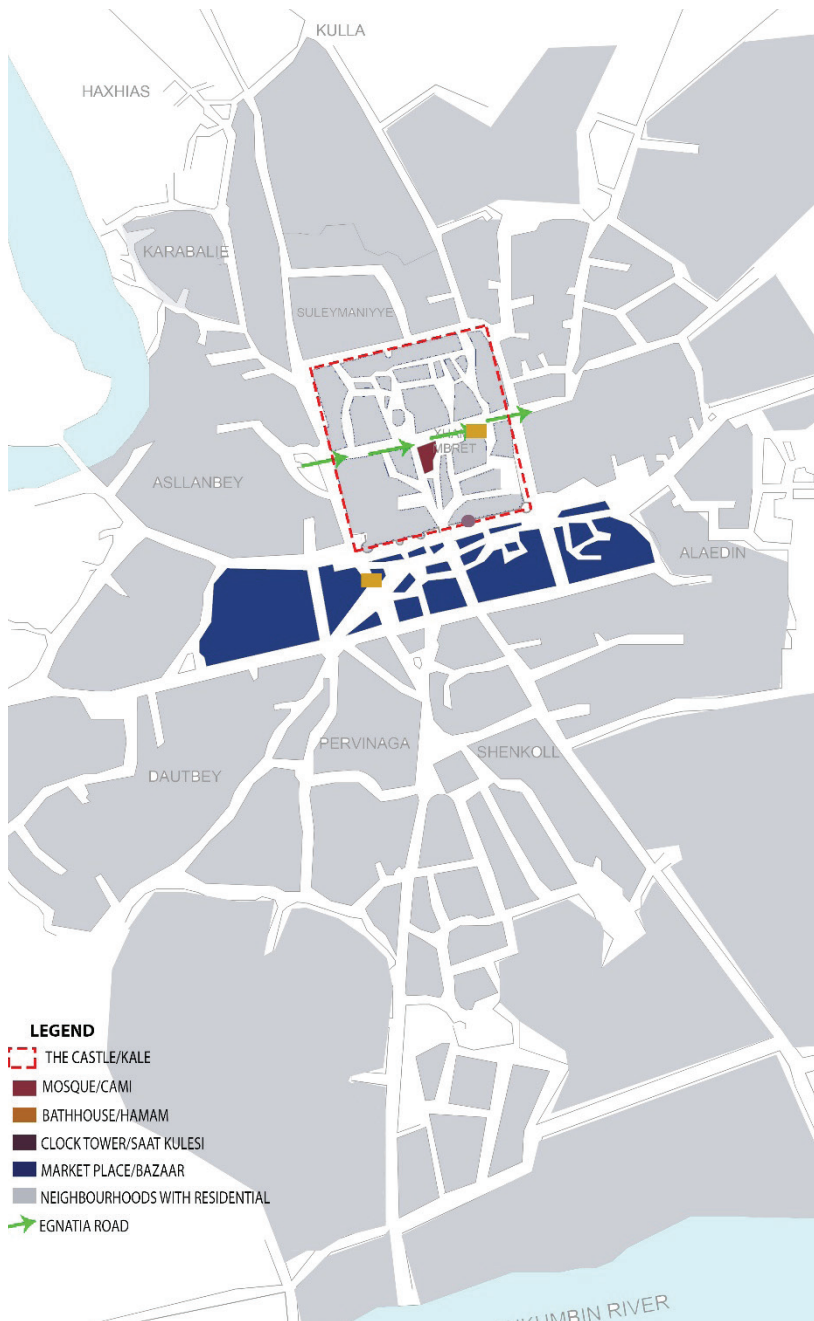 KULLA
HAXHIAS
KARABALIE
SULEYMANIYYE
ASLLANBEY
ALAEDIN
PERVINAGA
SHENKOLL
DAUTBEY
LEGEND
THE CASTLE/KALE
MOSQUE/CAMI
BATHHOUSE/HAMAM
CLOCK TOWER/SAAT KULESI
MARKET PLACE/BAZAAR
NEIGHBOURHOODS WITH RESIDENTIAL
EGNATIA ROAD
RIVER